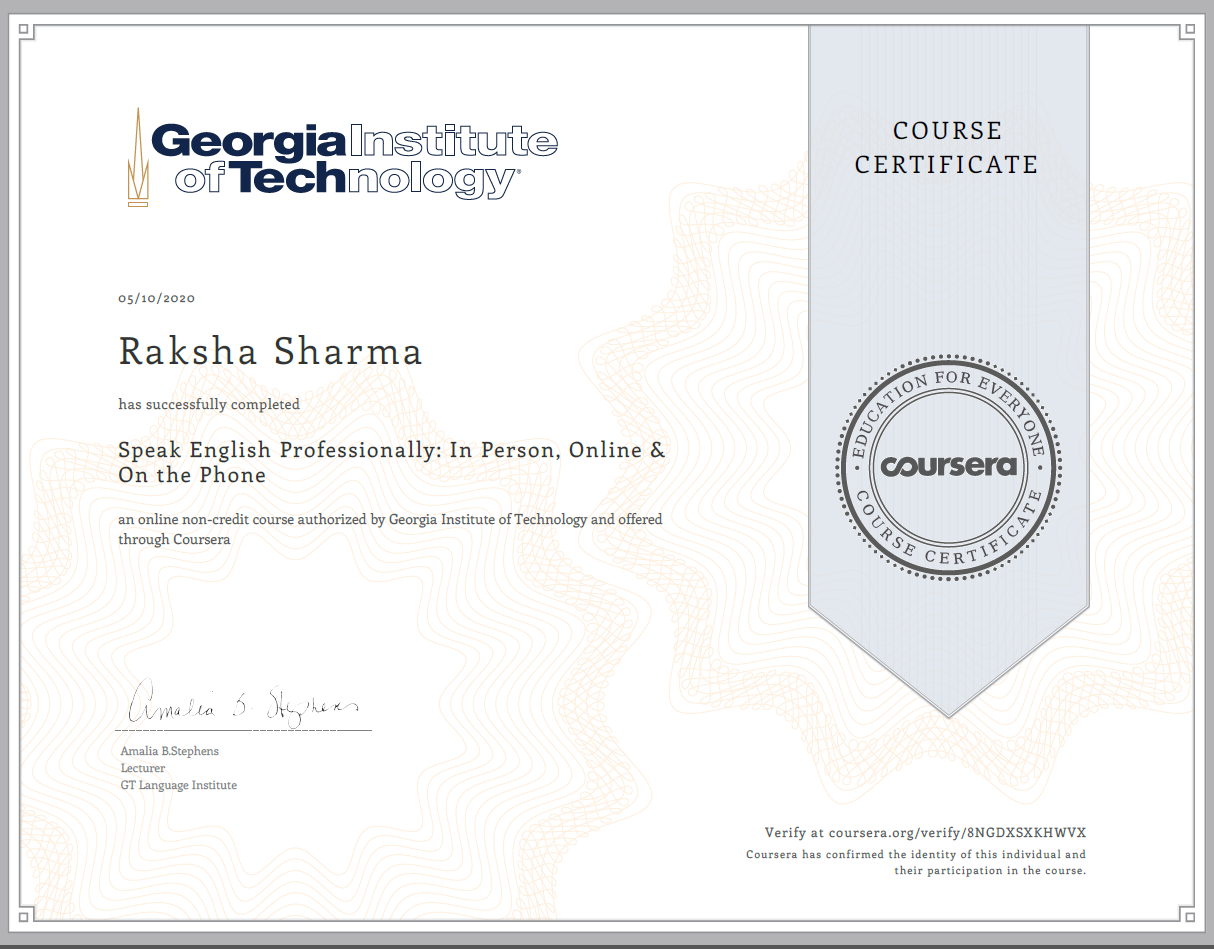 Georgia Institute
of Technology®
COURSE
CERTIFICATE
05/10/2020
Raksha Sharma
has successfully completed
Speak English Professionally: In Person, Online &
On the Phone
an online non-credit course authorized by Georgia Institute of Technology and offered
through Coursera
EDUCATION FOR EVERYONE
coursera
COURSE CERTIFICATE
Amalia B. Stephens
Amalia B.Stephens
Lecturer
GT Language Institute
Verify at coursera.org/verify/8NGDXSXKHWVX
Coursera has confirmed the identity of this individual and
their participation in the course.